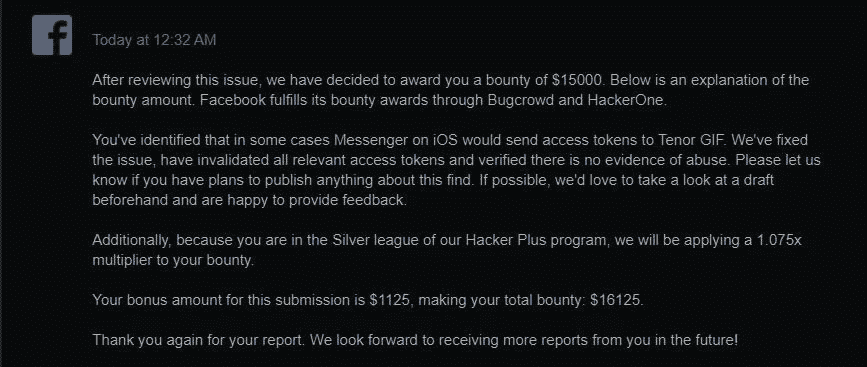 Today at 12:32 AM
After reviewing this issue, we have decided to award you a bounty of $15000. Below is an explanation of the
bounty amount. Facebook fulfills its bounty awards through Bugcrowd and HackerOne.
You've identified that in some cases Messenger on iOS would send access tokens to Tenor GIF. We've fixed
the issue, have invalidated all relevant access tokens and verified there is no evidence of abuse. Please let us
know if you have plans to publish anything about this find. If possible, we'd love to take a look at a draft
beforehand and are happy to provide feedback.
Additionally, because you are in the Silver league of our Hacker Plus program, we will be applying a 1.075x
multiplier to your bounty.
Your bonus amount for this submission is $1125, making your total bounty: $16125.
Thank you again for your report. We look forward to receiving more reports from you in the future!